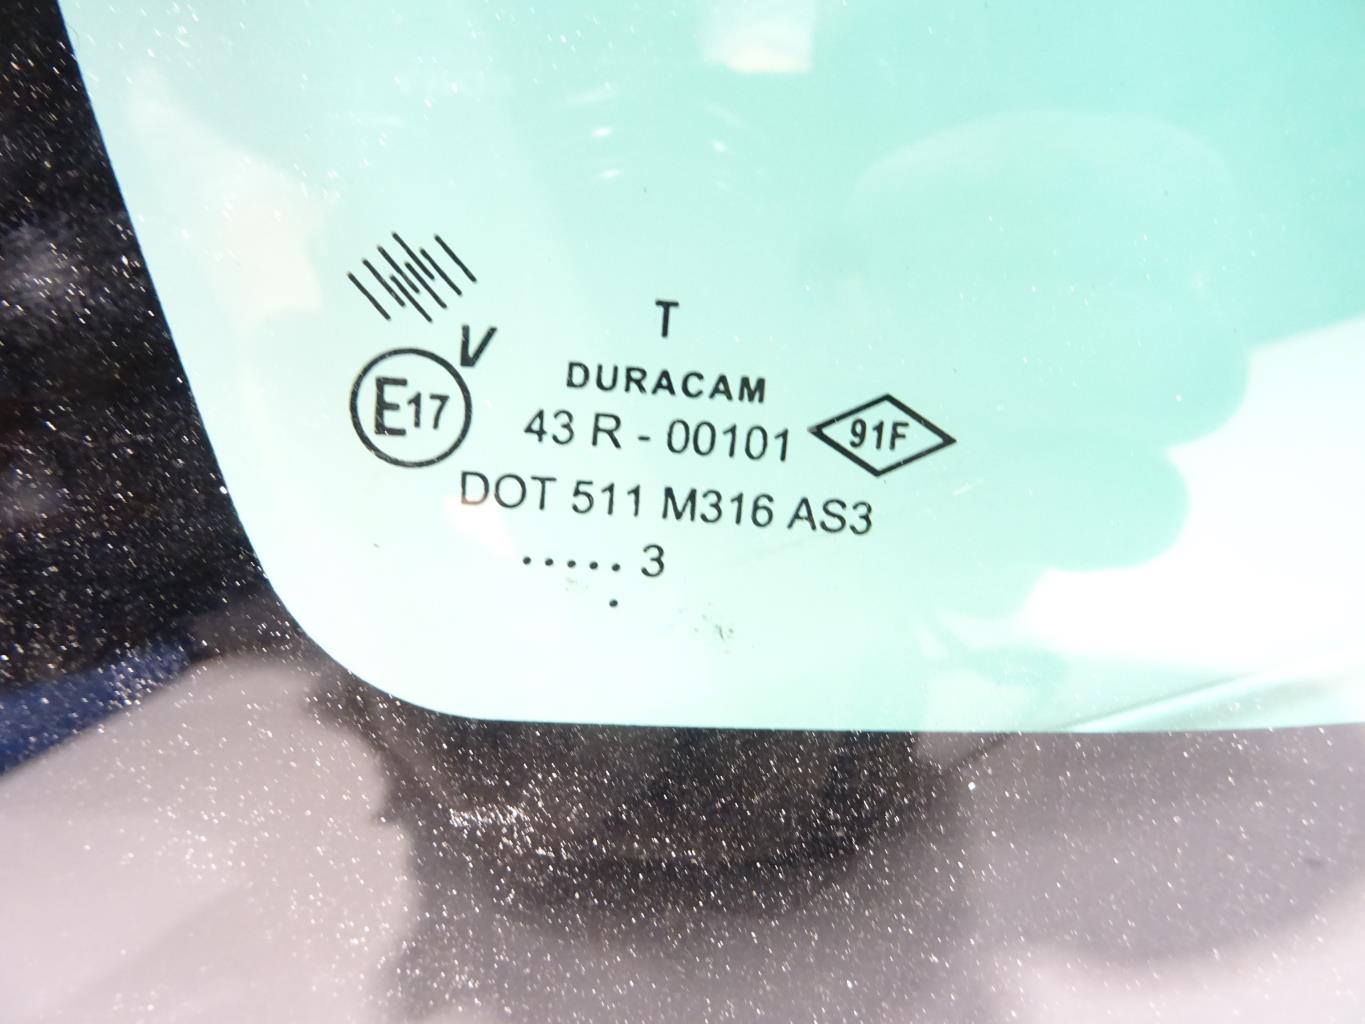 T
V
DURACAM
E17
43 R - 00101
91F
DOT 511 M316 AS3
..... 3
.